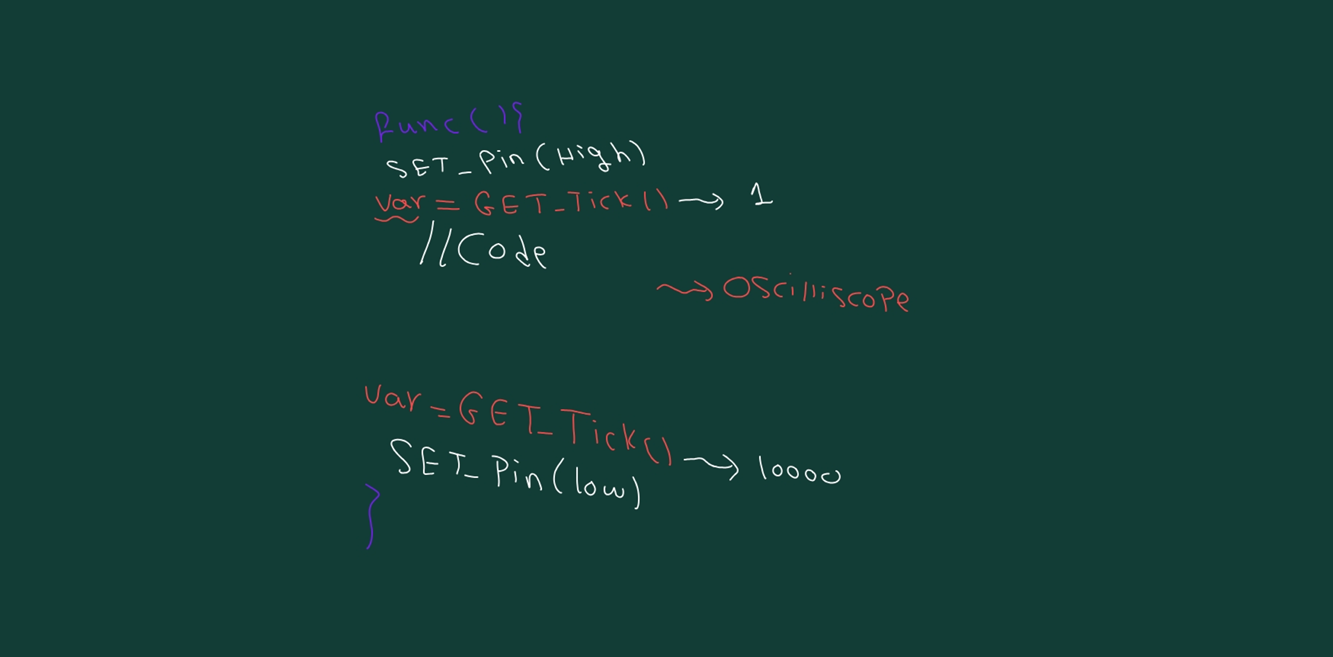 func(){
SET_Pin(High)
var = GET_Tick() → 1
//Code
→ OScilliscoPe
var = GET_Tick()
SET_Pin(low) → 10000
}